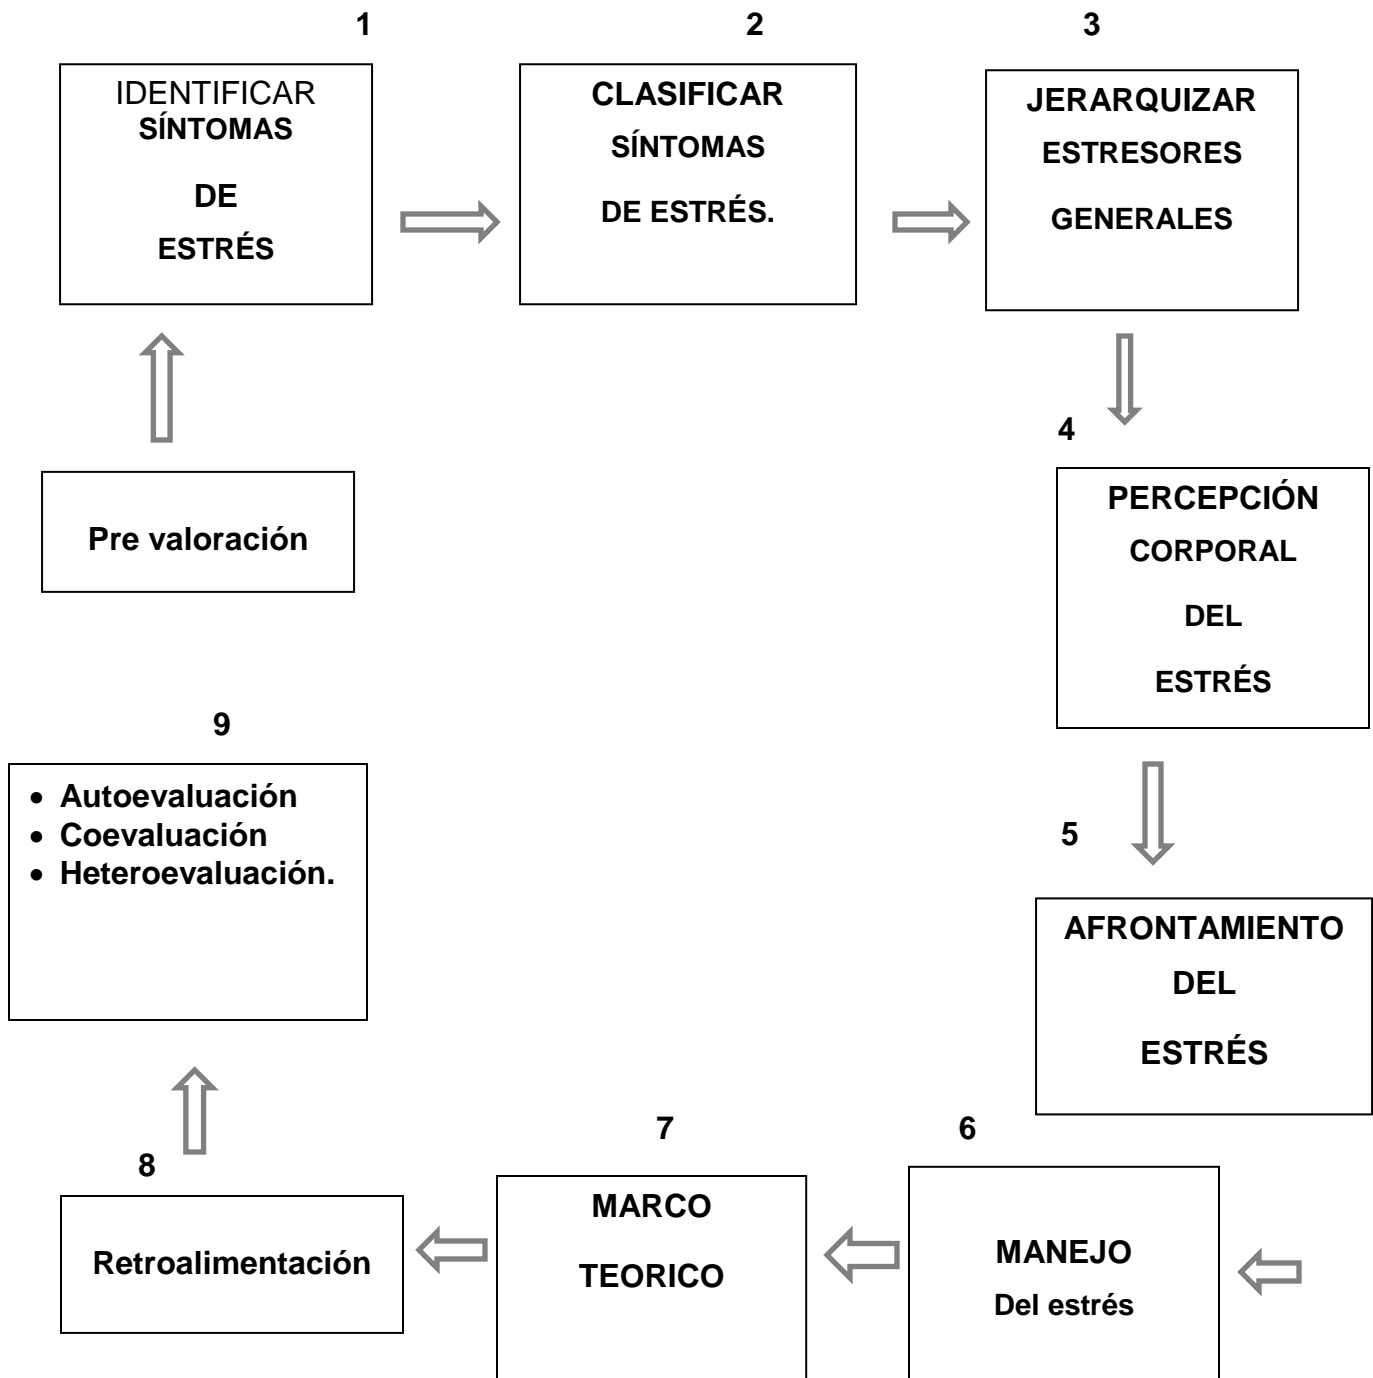 1
IDENTIFICAR
SÍNTOMAS
DE
ESTRÉS
2
CLASIFICAR
SÍNTOMAS
DE ESTRÉS.
3
JERARQUIZAR
ESTRESORES
GENERALES
4
PERCEPCIÓN
CORPORAL
DEL
ESTRÉS
Pre valoración
5
AFRONTAMIENTO
DEL
ESTRÉS
6
MANEJO
Del estrés
7
MARCO
TEORICO
8
Retroalimentación
9
• Autoevaluación
• Coevaluación
• Heteroevaluación.